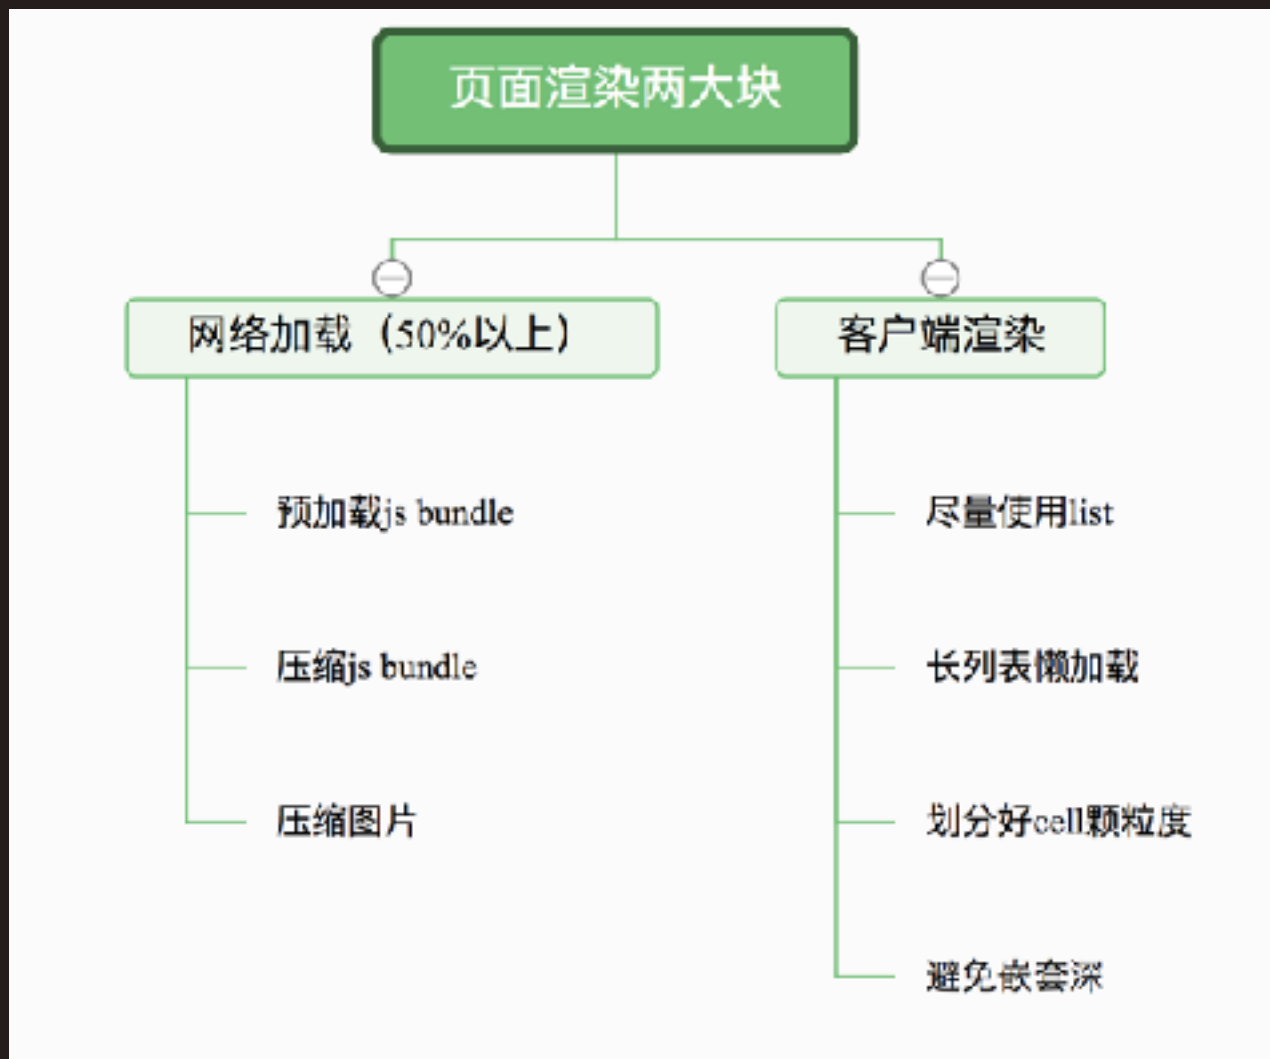 页面渲染两大块
网络加载（50%以上）
客户端渲染
预加载js bundle
压缩js bundle
压缩图片
尽量使用list
长列表懒加载
划分好cell颗粒度
避免嵌套深